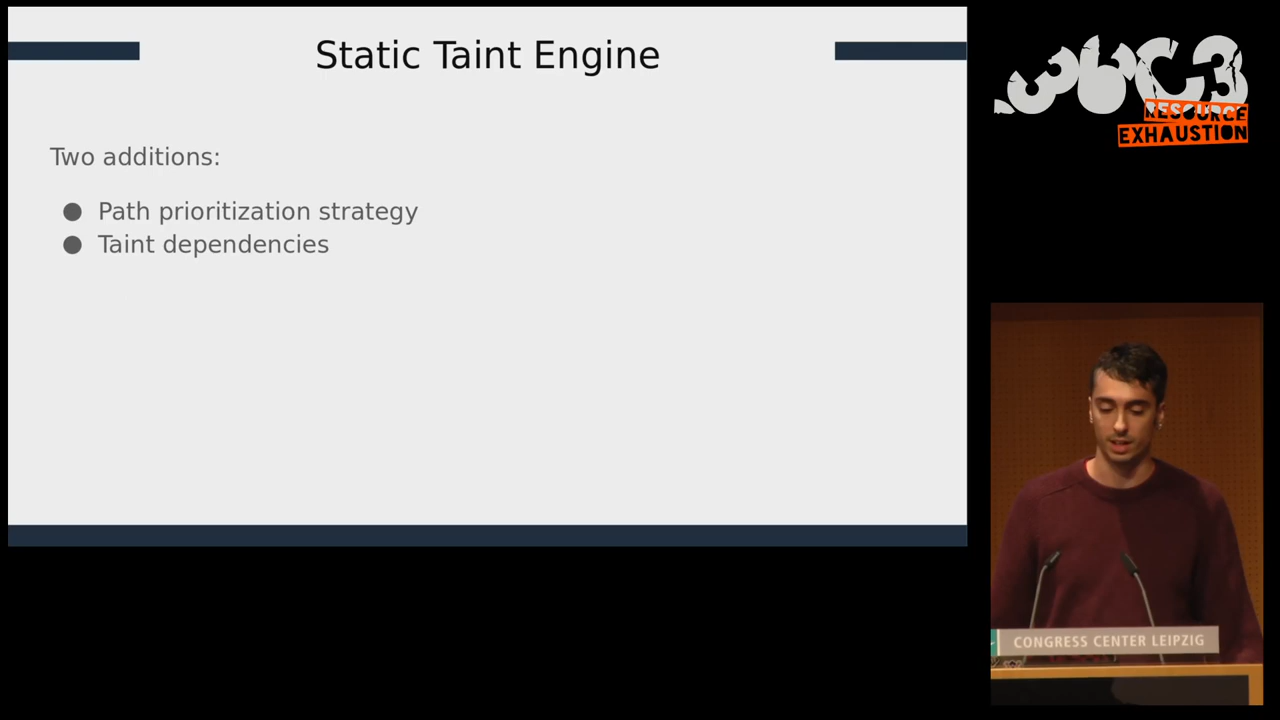 Static Taint Engine
Two additions:
● Path prioritization strategy
● Taint dependencies
36C3
RESOURCE
EXHAUSTION
CONGRESS CENTER LEIPZIG